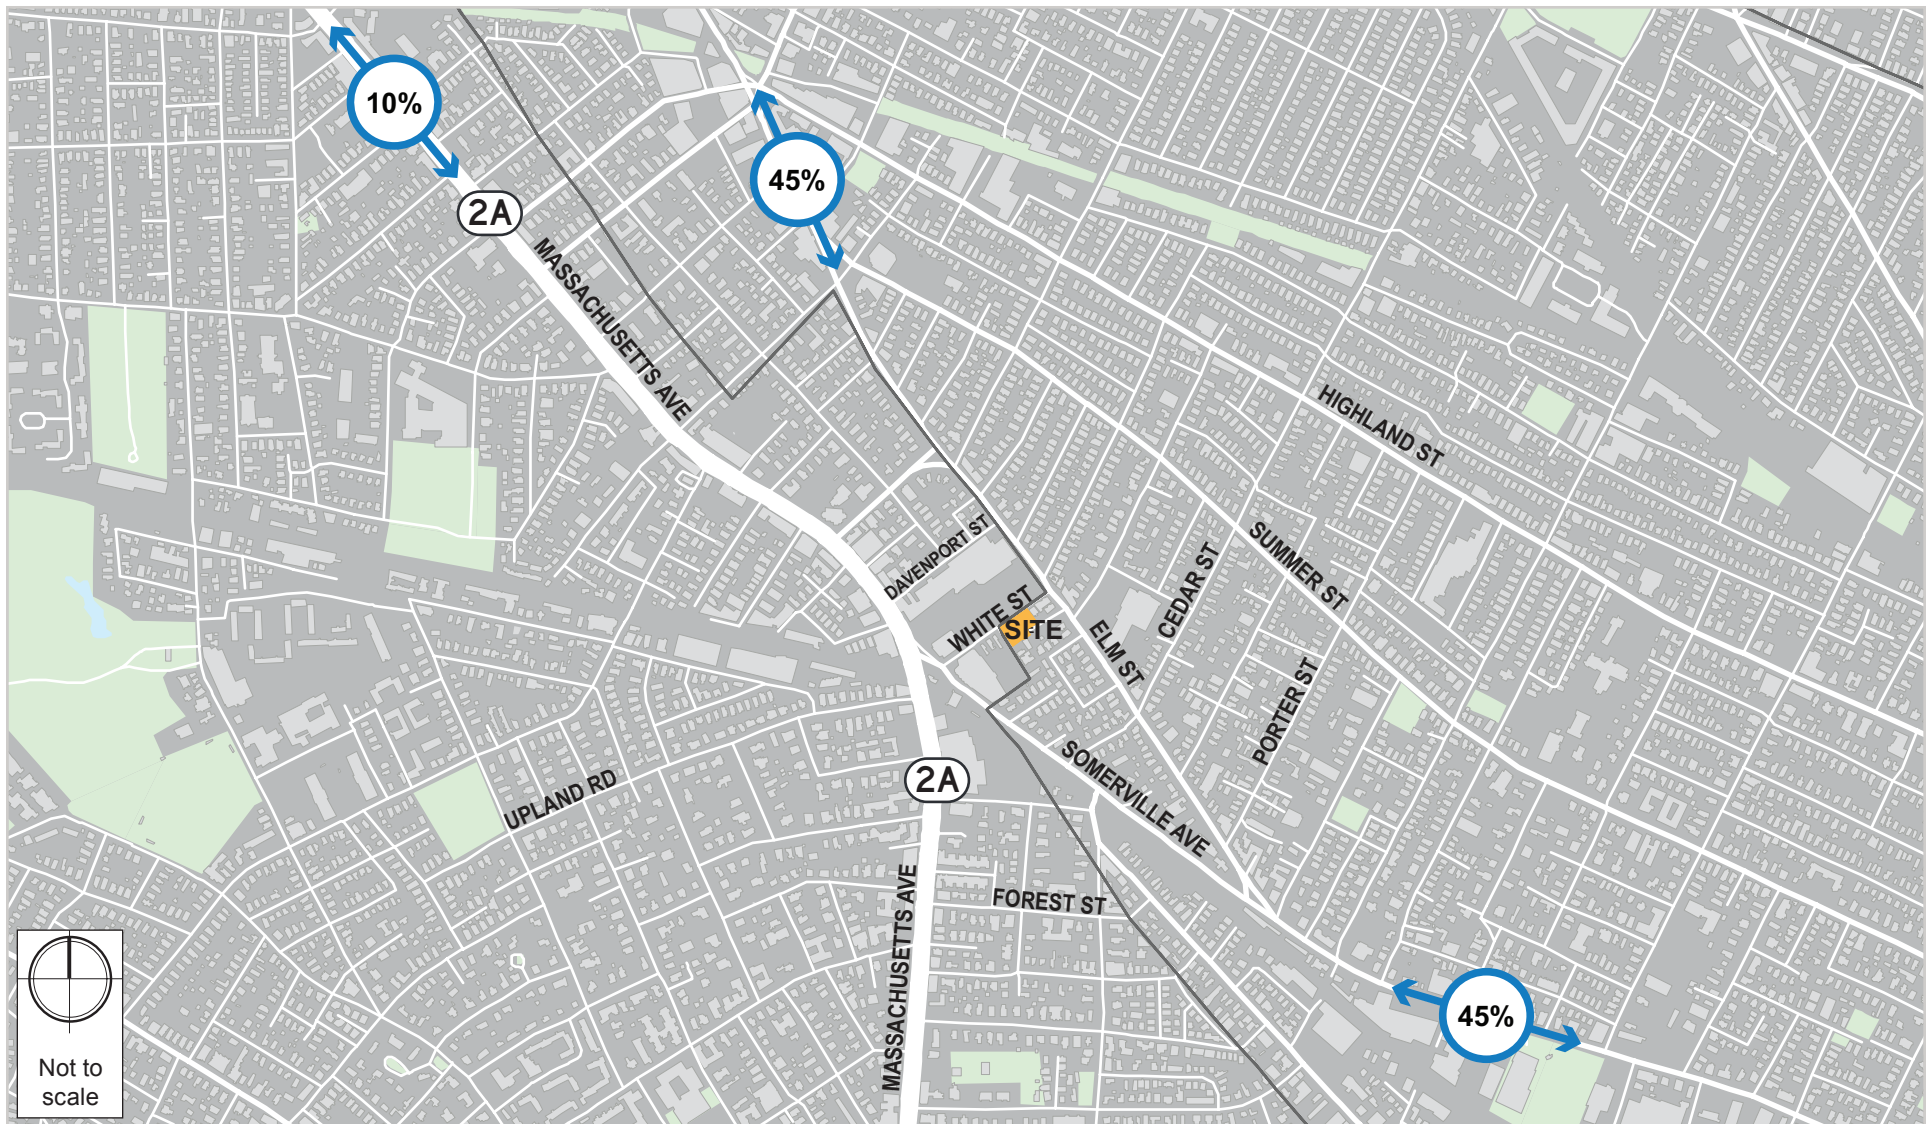 10%
45%
2A
MASSACHUSETTS AVE
HIGHLAND ST
DAVENPORT ST
SUMMER ST
CEDAR ST
WHITE ST
SITE
ELM ST
PORTER ST
SOMERVILLE AVE
2A
UPLAND RD
MASSACHUSETTS AVE
FOREST ST
45%
Not to
scale